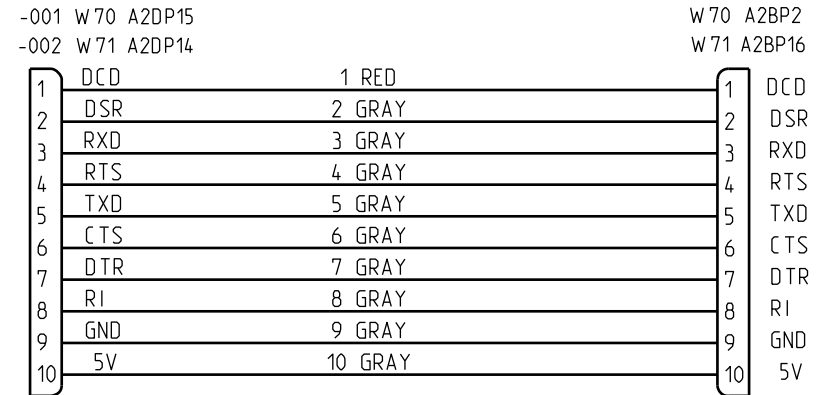 -001 W70 A2DP15 W70 A2BP2
-002 W71 A2DP14 W71 A2BP16
1 DCD 1 RED 1 DCD
2 DSR 2 GRAY 2 DSR
3 RXD 3 GRAY 3 RXD
4 RTS 4 GRAY 4 RTS
5 TXD 5 GRAY 5 TXD
6 CTS 6 GRAY 6 CTS
7 DTR 7 GRAY 7 DTR
8 RI 8 GRAY 8 RI
9 GND 9 GRAY 9 GND
10 5V 10 GRAY 10 5V